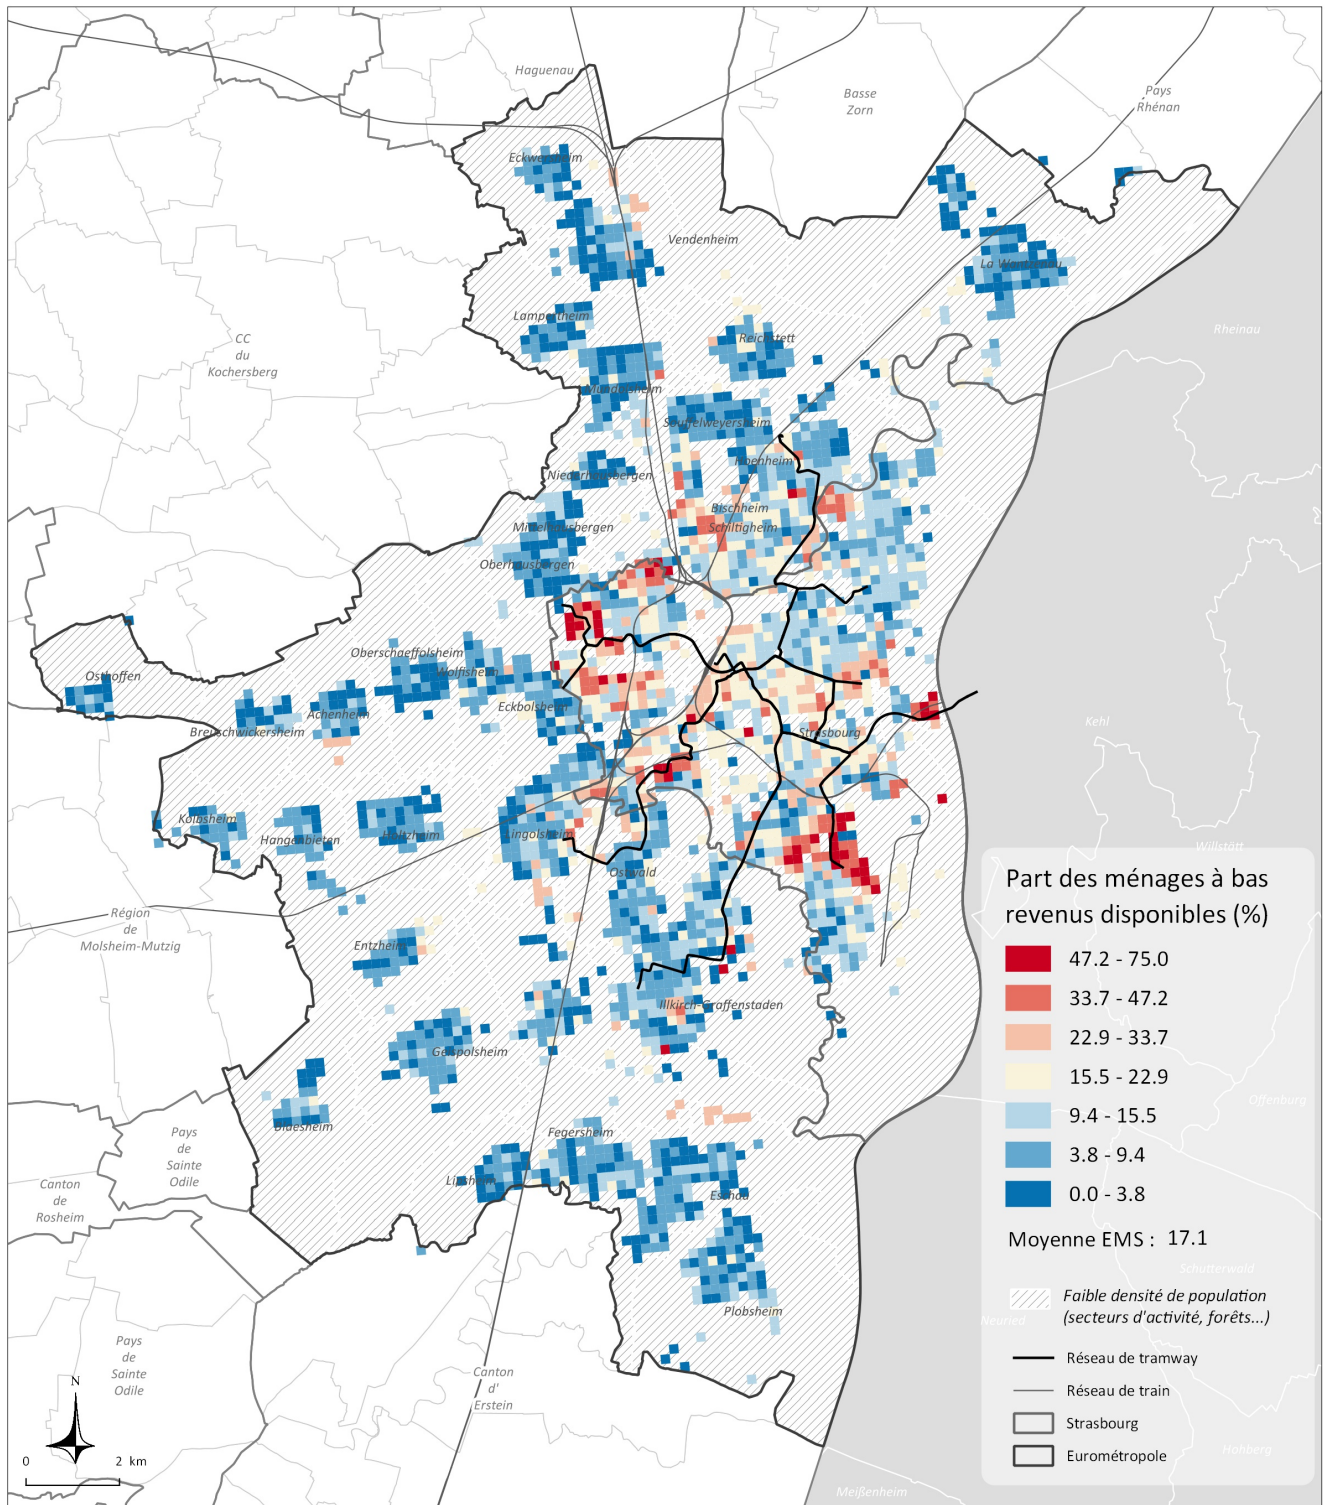 Haguenau
Basse
Zorn
Pays
Rhénan
Eckwersheim
Vendenheim
La Wantzenau
Lampertheim
Reichstett
Rheinau
CC
du
Kochersberg
Mundolsheim
Souffelweyersheim
Hoenheim
Niederhausbergen
Bischheim
Mittelhausbergen
Schiltigheim
Oberhausbergen
Oberschaeffolsheim
Wolfisheim
Osthoffen
Eckbolsheim
Achenheim
Breuschwickersheim
Strasbourg
Kehl
Kolbsheim
Hangenbieten
Holtzheim
Lingolsheim
Willstätt
Ostwald
Région
de
Molsheim-Mutzig
Entzheim
Illkirch-Graffenstaden
Geispolsheim
Blaesheim
Fegersheim
Pays
de
Sainte
Odile
Lipsheim
Eschau
Canton
de
Rosheim
Plobsheim
Pays
de
Sainte
Odile
Canton
d'
Erstein
Part des ménages à bas
revenus disponibles (%)
47.2 - 75.0
33.7 - 47.2
22.9 - 33.7
15.5 - 22.9
9.4 - 15.5
3.8 - 9.4
0.0 - 3.8
Moyenne EMS : 17.1
Offenburg
Schutterwald
Neuried
Faible densité de population
(secteurs d'activité, forêts...)
Réseau de tramway
Réseau de train
Strasbourg
Eurométropole
Hohberg
Meißenheim
N
0 2 km